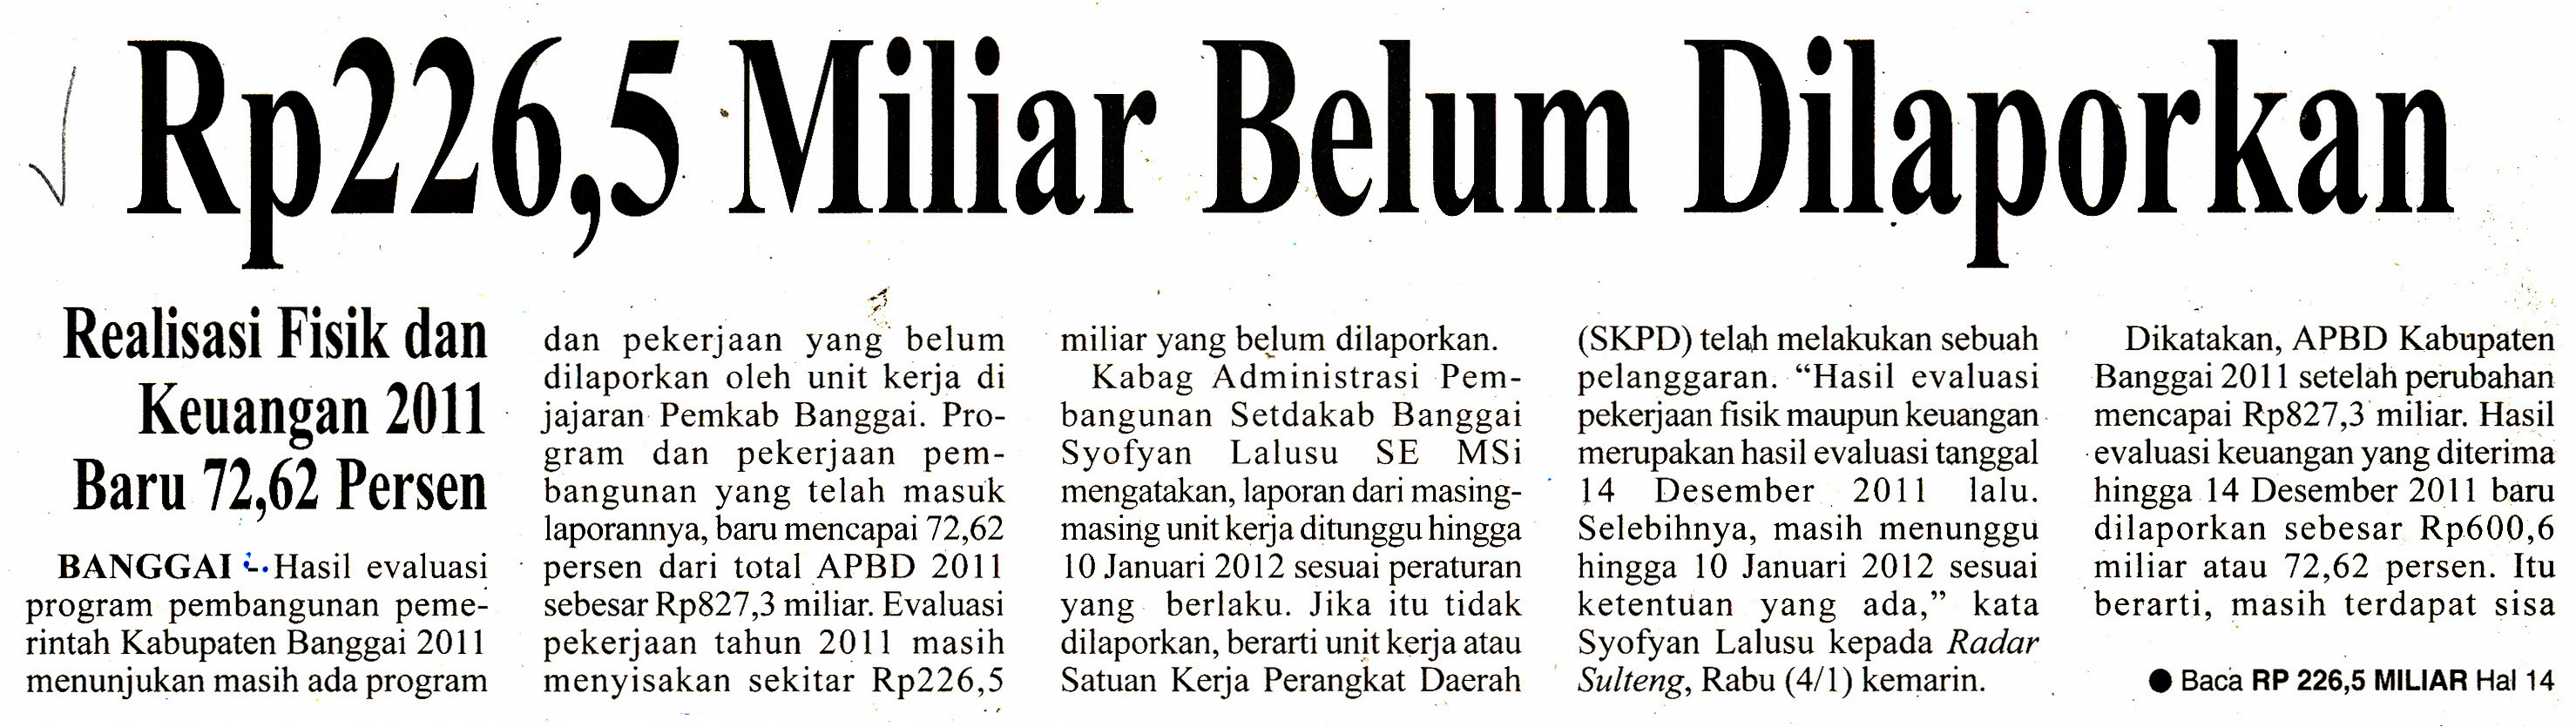 Rp226,5 Miliar Belum Dilaporkan
Realisasi Fisik dan
Keuangan 2011
Baru 72,62 Persen
BANGGAI -. Hasil evaluasi
program pembangunan peme-
rintah Kabupaten Banggai 2011
menunjukan masih ada program
dan pekerjaan yang belum
dilaporkan oleh unit kerja di
jajaran Pemkab Banggai. Pro-
gram dan pekerjaan pem-
bangunan yang telah masuk
laporannya, baru mencapai 72,62
persen dari total APBD 2011
sebesar Rp827,3 miliar. Evaluasi
pekerjaan tahun 2011 masih
menyisakan sekitar Rp226,5
miliar yang belum dilaporkan.
Kabag Administrasi Pem-
bangunan Setdakab Banggai
Syofyan Lalusu SE MSi
mengatakan, laporan dari masing-
masing unit kerja ditunggu hingga
10 Januari 2012 sesuai peraturan
yang berlaku. Jika itu tidak
dilaporkan, berarti unit kerja atau
Satuan Kerja Perangkat Daerah
(SKPD) telah melakukan sebuah
pelanggaran. “Hasil evaluasi
pekerjaan fisik maupun keuangan
merupakan hasil evaluasi tanggal
14 Desember 2011 lalu.
Selebihnya, masih menunggu
hingga 10 Januari 2012 sesuai
ketentuan yang ada,” kata
Syofyan Lalusu kepada Radar
Sulteng, Rabu (4/1) kemarin.
Dikatakan, APBD Kabupaten
Banggai 2011 setelah perubahan
mencapai Rp827,3 miliar. Hasil
evaluasi keuangan yang diterima
hingga 14 Desember 2011 baru
dilaporkan sebesar Rp600,6
miliar atau 72,62 persen. Itu
berarti, masih terdapat sisa
● Baca RP 226,5 MILIAR Hal 14